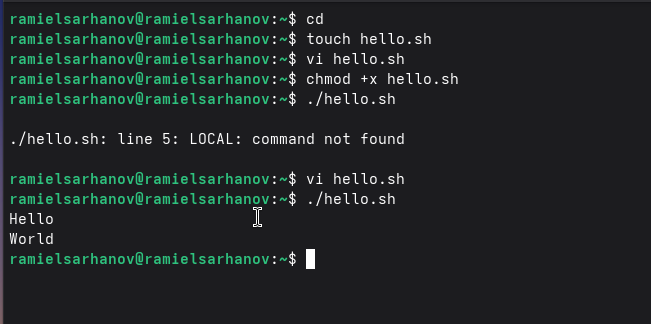 ramielsarhanov@ramielsarhanov:~$ cd
ramielsarhanov@ramielsarhanov:~$ touch hello.sh
ramielsarhanov@ramielsarhanov:~$ vi hello.sh
ramielsarhanov@ramielsarhanov:~$ chmod +x hello.sh
ramielsarhanov@ramielsarhanov:~$ ./hello.sh
./hello.sh: line 5: LOCAL: command not found
ramielsarhanov@ramielsarhanov:~$ vi hello.sh
ramielsarhanov@ramielsarhanov:~$ ./hello.sh
Hello
World
ramielsarhanov@ramielsarhanov:~$